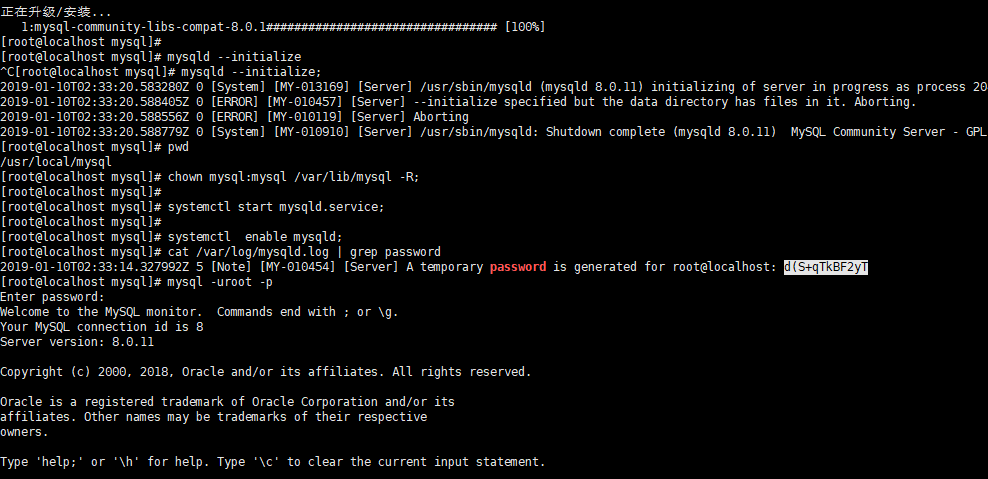 正在升级/安装...
   1:mysql-community-libs-compat-8.0.1################################# [100%]
[root@localhost mysql]#
[root@localhost mysql]# mysqld --initialize
^C[root@localhost mysql]# mysqld --initialize;
2019-01-10T02:33:20.583280Z 0 [System] [MY-013169] [Server] /usr/sbin/mysqld (mysqld 8.0.11) initializing of server in progress as process 20
2019-01-10T02:33:20.588405Z 0 [ERROR] [MY-010457] [Server] --initialize specified but the data directory has files in it. Aborting.
2019-01-10T02:33:20.588556Z 0 [ERROR] [MY-010119] [Server] Aborting
2019-01-10T02:33:20.588779Z 0 [System] [MY-010910] [Server] /usr/sbin/mysqld: Shutdown complete (mysqld 8.0.11)  MySQL Community Server - GPL
[root@localhost mysql]# pwd
/usr/local/mysql
[root@localhost mysql]# chown mysql:mysql /var/lib/mysql -R;
[root@localhost mysql]#
[root@localhost mysql]# systemctl start mysqld.service;
[root@localhost mysql]#
[root@localhost mysql]# systemctl  enable mysqld;
[root@localhost mysql]# cat /var/log/mysqld.log | grep password
2019-01-10T02:33:14.327992Z 5 [Note] [MY-010454] [Server] A temporary password is generated for root@localhost: d(S+qTkBF2yT
[root@localhost mysql]# mysql -uroot -p
Enter password:
Welcome to the MySQL monitor.  Commands end with ; or \g.
Your MySQL connection id is 8
Server version: 8.0.11

Copyright (c) 2000, 2018, Oracle and/or its affiliates. All rights reserved.

Oracle is a registered trademark of Oracle Corporation and/or its
affiliates. Other names may be trademarks of their respective
owners.

Type 'help;' or '\h' for help. Type '\c' to clear the current input statement.